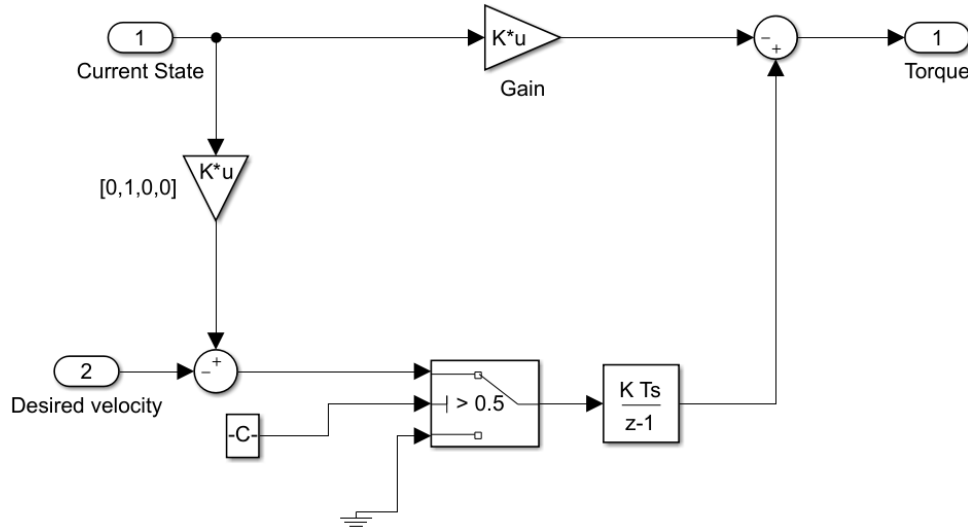 1
Current State
K*u
Gain
1
Torque
K*u
[0,1,0,0]
2
Desired velocity
-C-
> 0.5
K Ts
z-1